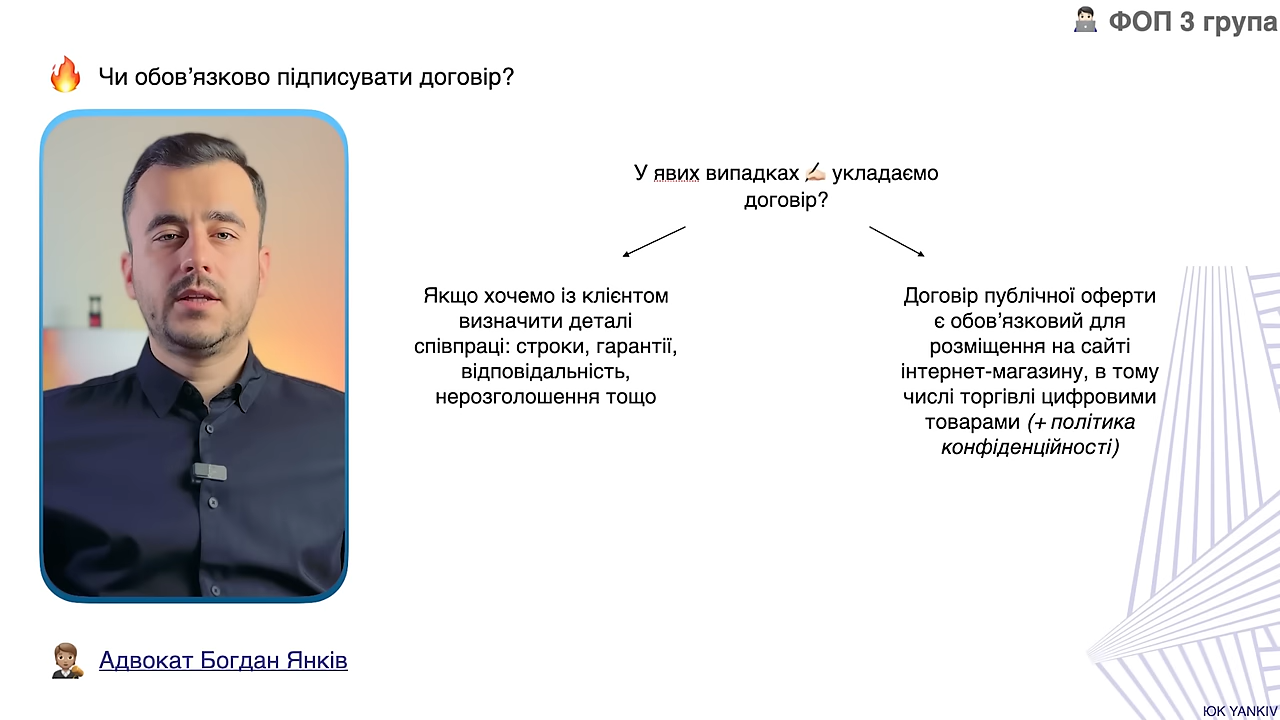 ФОП 3 група
Чи обов’язково підписувати договір?
У явих випадках ✍🏻 укладаємо
договір?
Якщо хочемо із клієнтом
визначити деталі
співпраці: строки, гарантії,
відповідальність,
нерозголошення тощо
Договір публічної оферти
є обов’язковий для
розміщення на сайті
інтернет-магазину, в тому
числі торгівлі цифровими
товарами (+ політика
конфіденційності)
Адвокат Богдан Янків
ЮК YANKIV